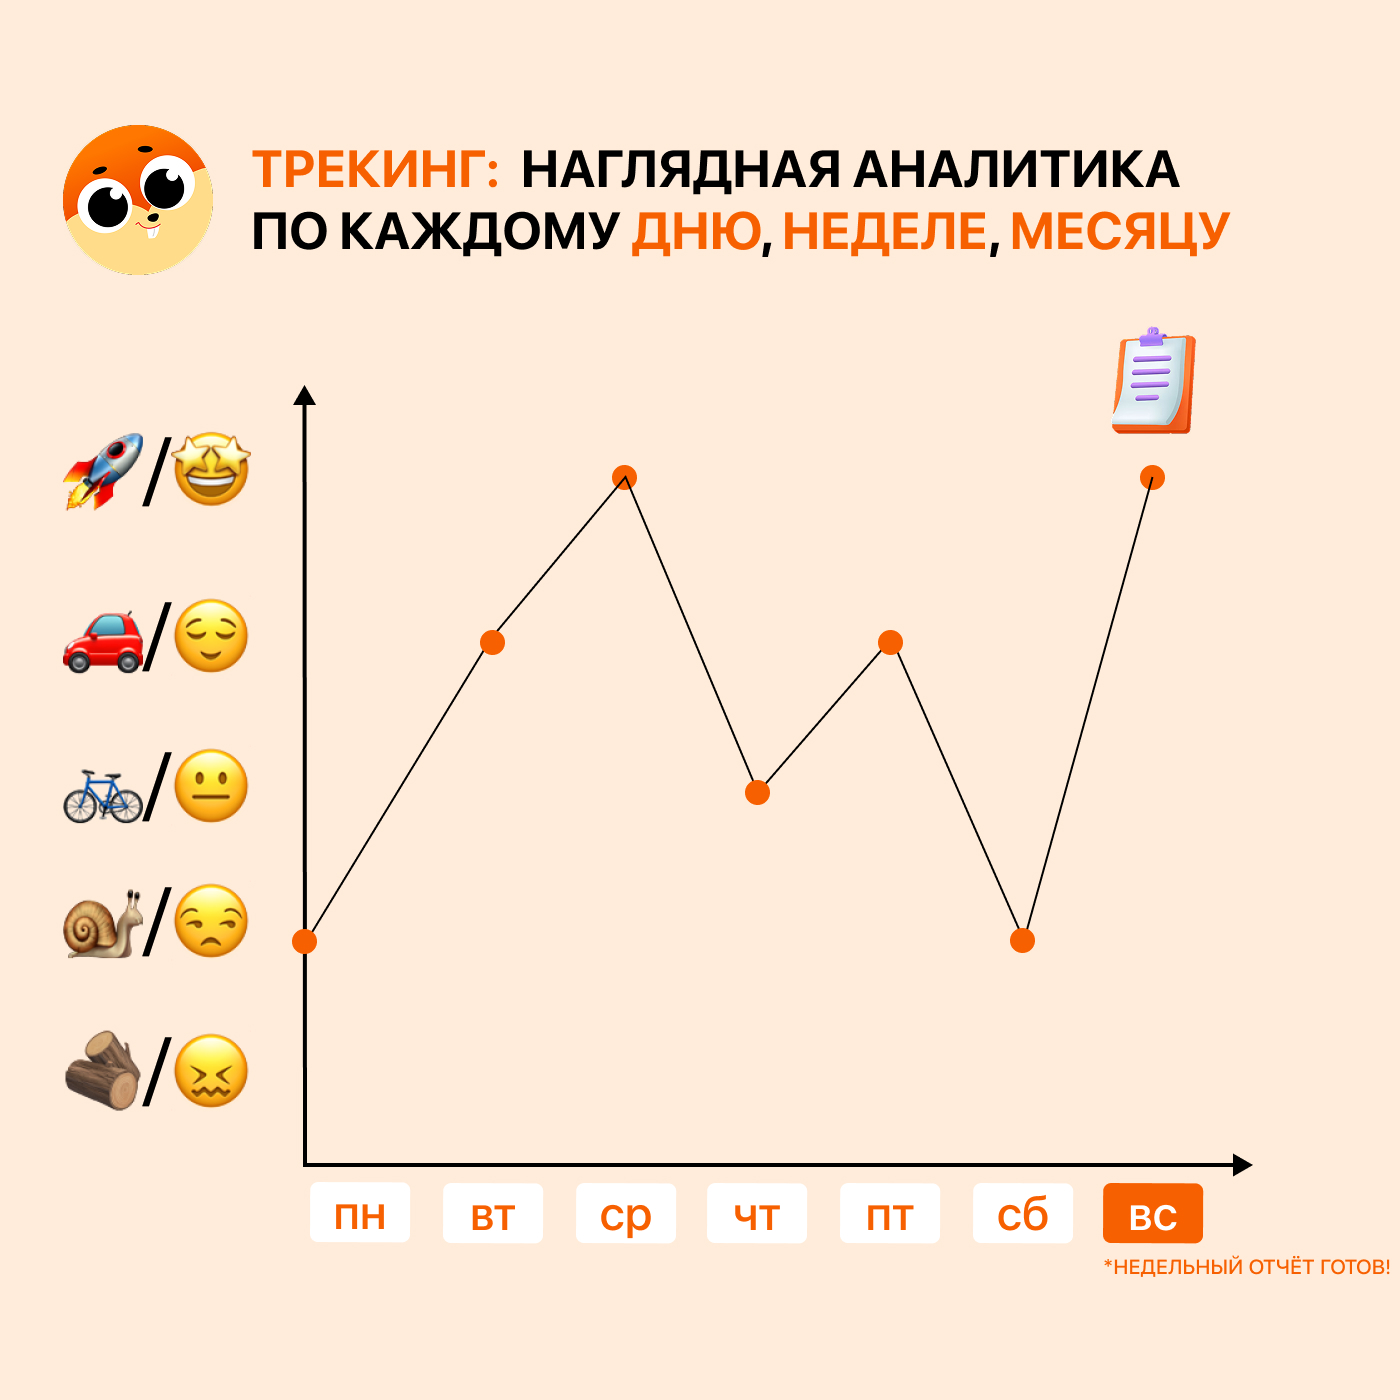 ТРЕКИНГ: НАГЛЯДНАЯ АНАЛИТИКА
ПО КАЖДОМУ ДНЮ, НЕДЕЛЕ, МЕСЯЦУ
/
/
/
/
/
пн вт ср чт пт сб вс
*НЕДЕЛЬНЫЙ ОТЧЁТ ГОТОВ!